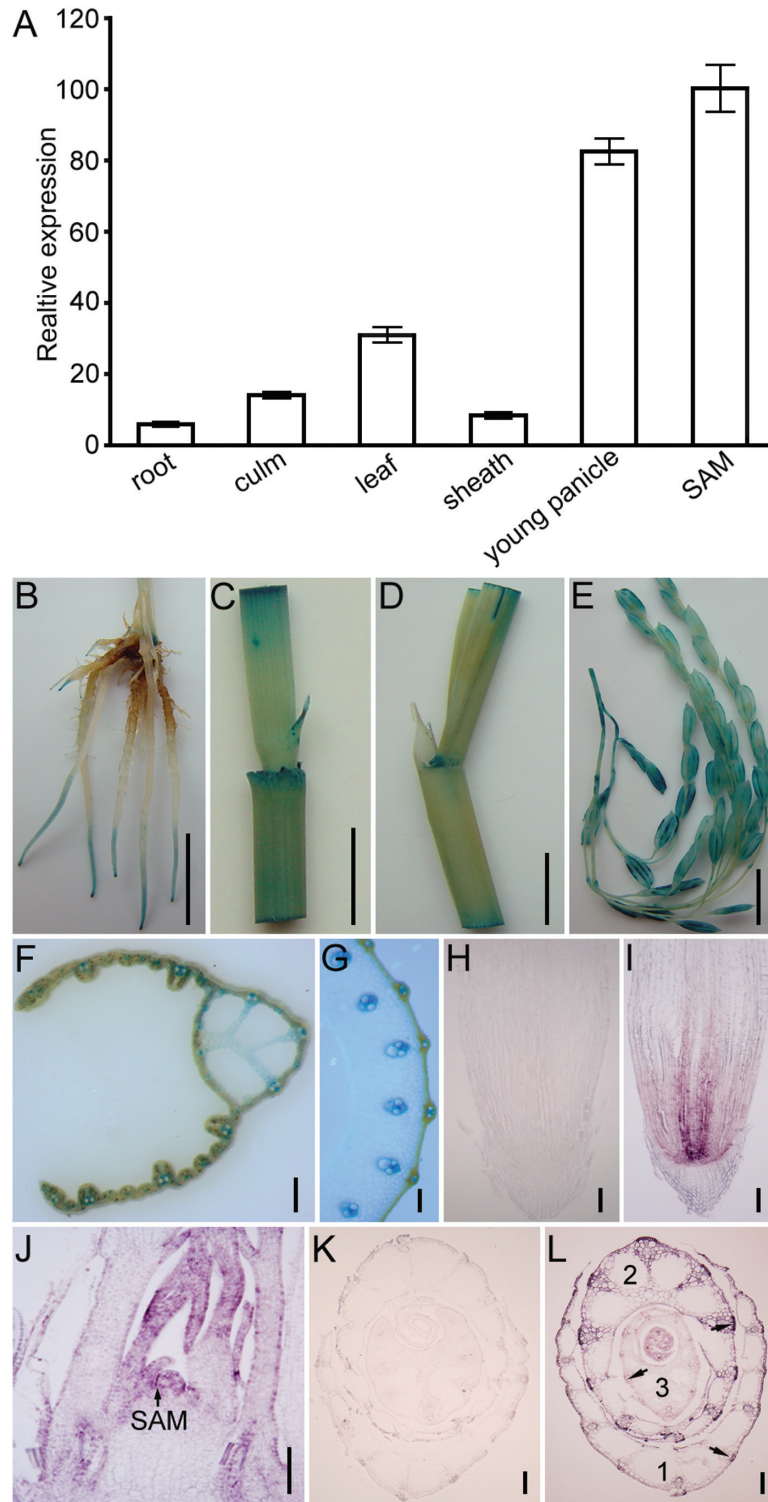 A
120
100
80
60
40
20
0
Realtive expression
root
culm
leaf
sheath
young panicle
SAM
B
C
D
E
F
G
H
I
J
SAM
K
L
2
3
1